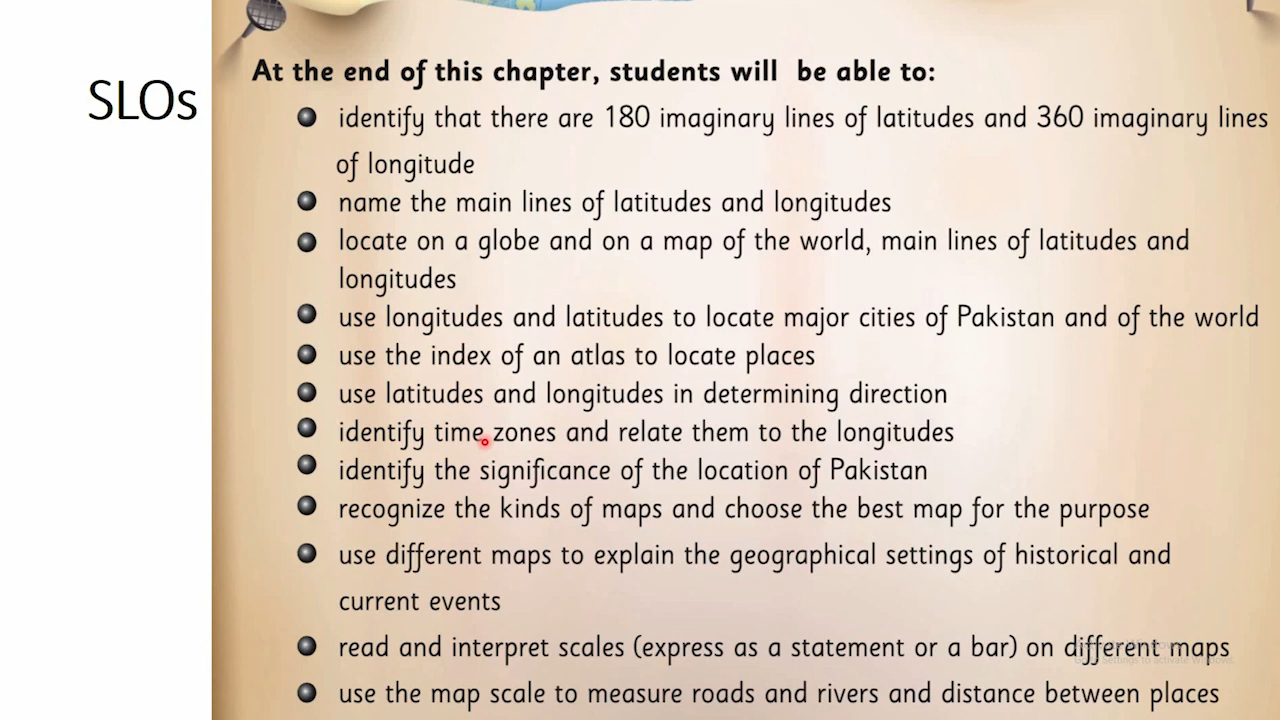 SLOs
At the end of this chapter, students will be able to:
identify that there are 180 imaginary lines of latitudes and 360 imaginary lines
of longitude
name the main lines of latitudes and longitudes
locate on a globe and on a map of the world, main lines of latitudes and
longitudes
use longitudes and latitudes to locate major cities of Pakistan and of the world
use the index of an atlas to locate places
use latitudes and longitudes in determining direction
identify time zones and relate them to the longitudes
identify the significance of the location of Pakistan
recognize the kinds of maps and choose the best map for the purpose
use different maps to explain the geographical settings of historical and
current events
read and interpret scales (express as a statement or a bar) on different maps
Settings to activate Windows.
use the map scale to measure roads and rivers and distance between places